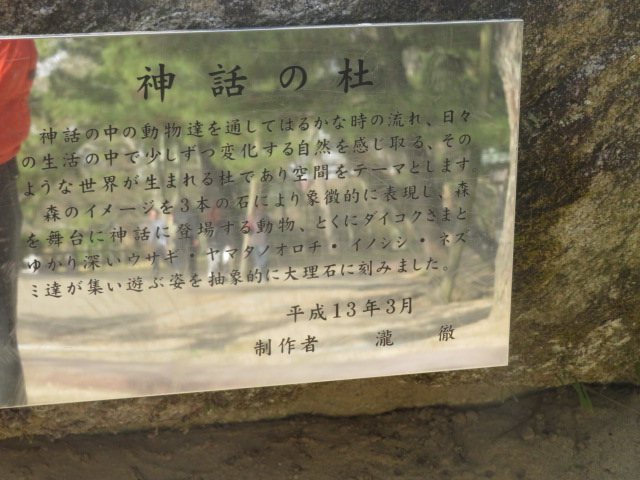 神話の杜
神話の中の動物達を通してはるかな時の流れ、日々
の生活の中で少しずつ変化する自然を感じ取る、その
ような世界が生まれる杜であり空間をテーマとします
森のイメージを3本の石により象徴的に表現し、森
を舞台に神話に登場する動物、とくにダイコクさまと
ゆかり深いウサギ・ヤマタノオロチ・イノシシ・ネズ
ミ達が集い遊ぶ姿を抽象的に大理石に刻みました。
平成13年3月
制作者 瀧 徹